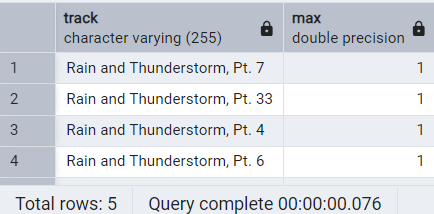 track max
character varying (255) double precision
1 Rain and Thunderstorm, Pt. 7 1
2 Rain and Thunderstorm, Pt. 33 1
3 Rain and Thunderstorm, Pt. 4 1
4 Rain and Thunderstorm, Pt. 6 1
Total rows: 5 Query complete 00:00:00.076